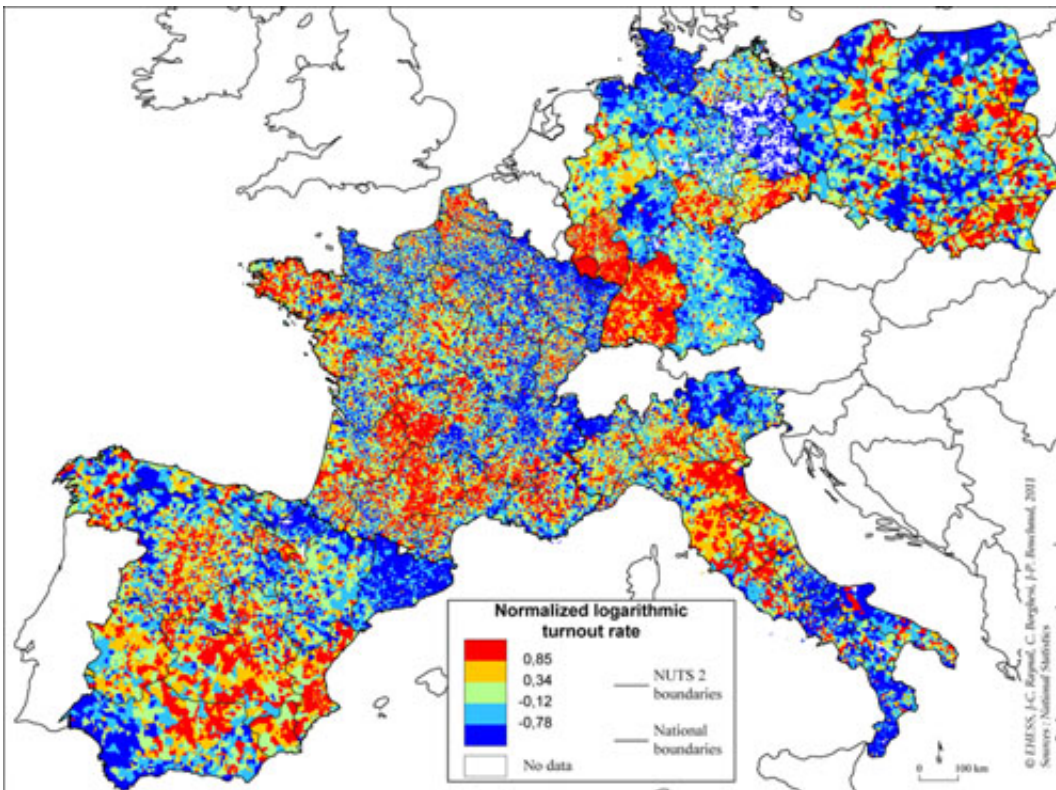 Normalized logarithmic
turnout rate
0,85
0,34
-0,12
-0,78
NUTS 2
boundaries
National
boundaries
No data
0 100 km
© EHESS, J-C. Raynal, C. Borghesi, J-P. Bouchaud, 2011
Sources : National Statistics